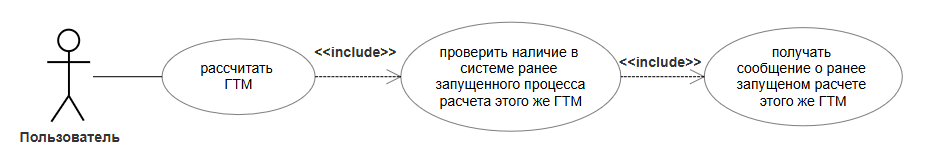 <<include>>
<<include>>
рассчитать
ГТМ
проверить наличие в
системе ранее
запущенного процесса
расчета этого же ГТМ
получать
сообщение о ранее
запущеном расчете
этого же ГТМ
Пользователь